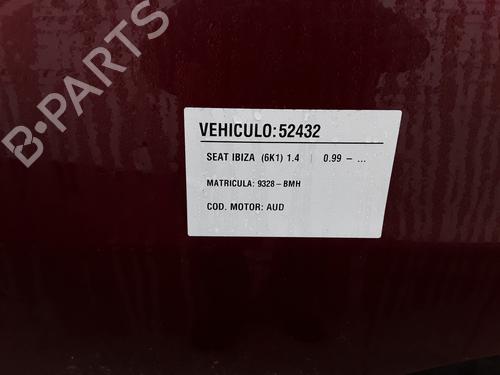 B-PARTS
VEHICULO:52432
SEAT IBIZA (6K1) 1.4 | 0.99 – ...
MATRICULA: 9328-BMH
COD. MOTOR: AUD